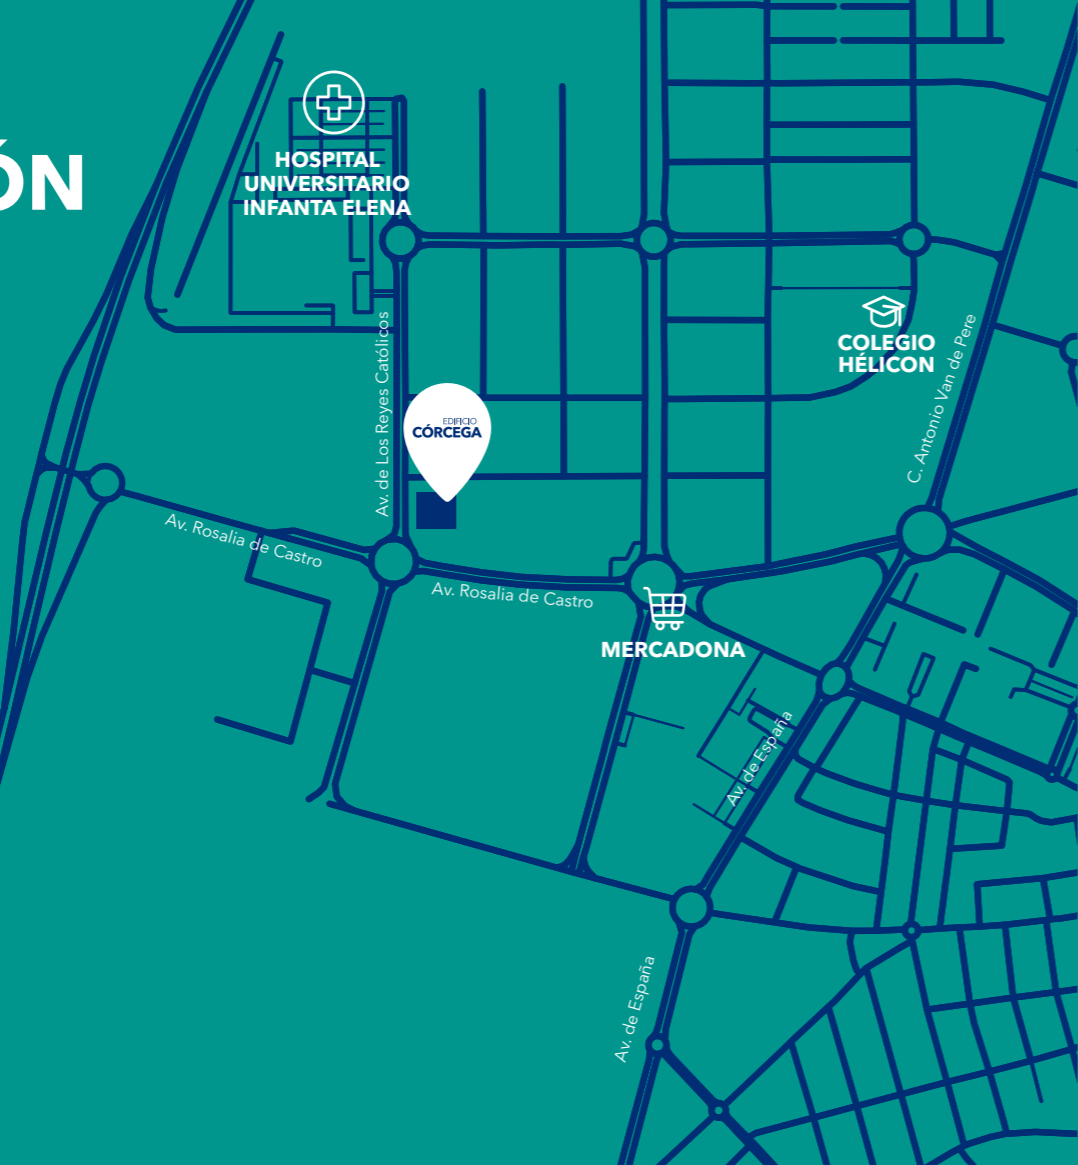 ÓN
HOSPITAL
UNIVERSITARIO
INFANTA ELENA
Av. de Los Reyes Católicos
COLEGIO
HÉLICON
C. Antonio Van de Pere
EDIFICIO
CÓRCEGA
Av. Rosalia de Castro
Av. Rosalia de Castro
MERCADONA
Av. de España
Av. de España